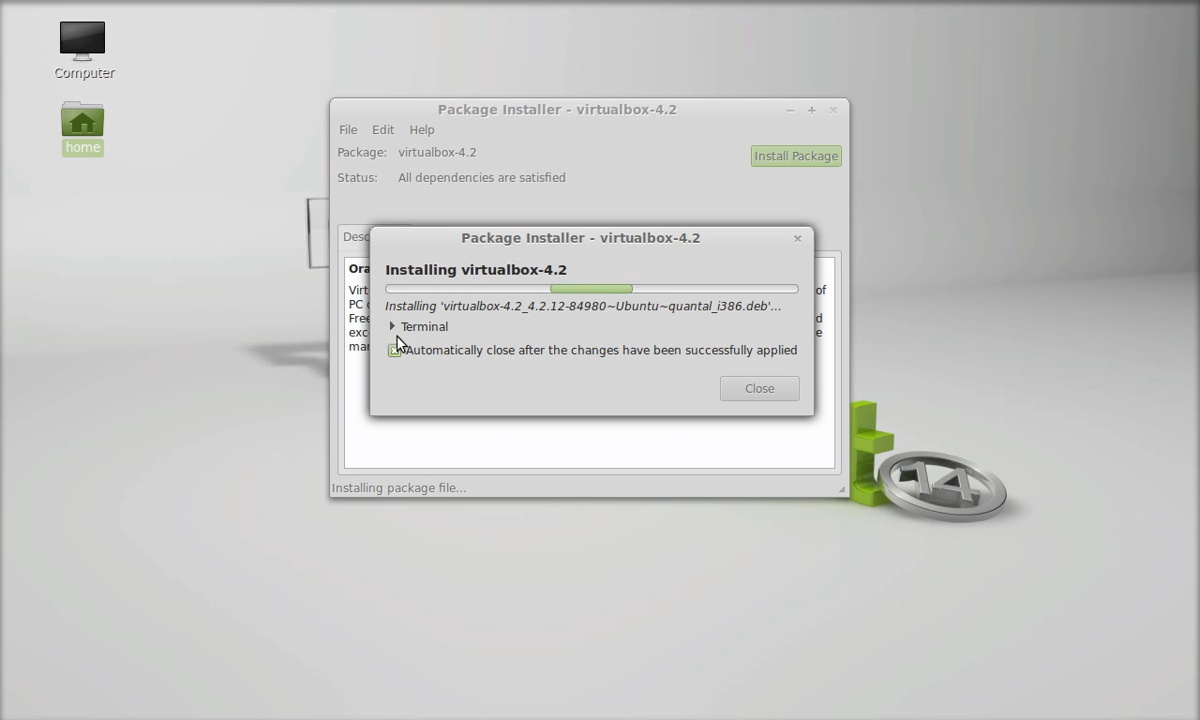 Computer
home
Package Installer - virtualbox-4.2
File Edit Help
Package: virtualbox-4.2
Install Package
Status: All dependencies are satisfied
Package Installer - virtualbox-4.2
Installing virtualbox-4.2
Installing 'virtualbox-4.2_4.2.12-84980~Ubuntu~quantal_i386.deb'...
Terminal
Automatically close after the changes have been successfully applied
Close
of
PC
Installing package file...
14